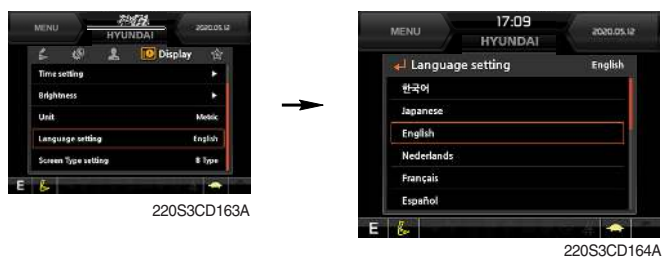 MENU
HYUNDAI
2020.05.12
Display
Time setting
Brightness
Unit Metric
Language setting English
Screen Type setting B Type
E
220S3CD163A
MENU
17:09
HYUNDAI
2020.05.12
Language setting English
한국어
Japanese
English
Nederlands
Français
Español
E
220S3CD164A